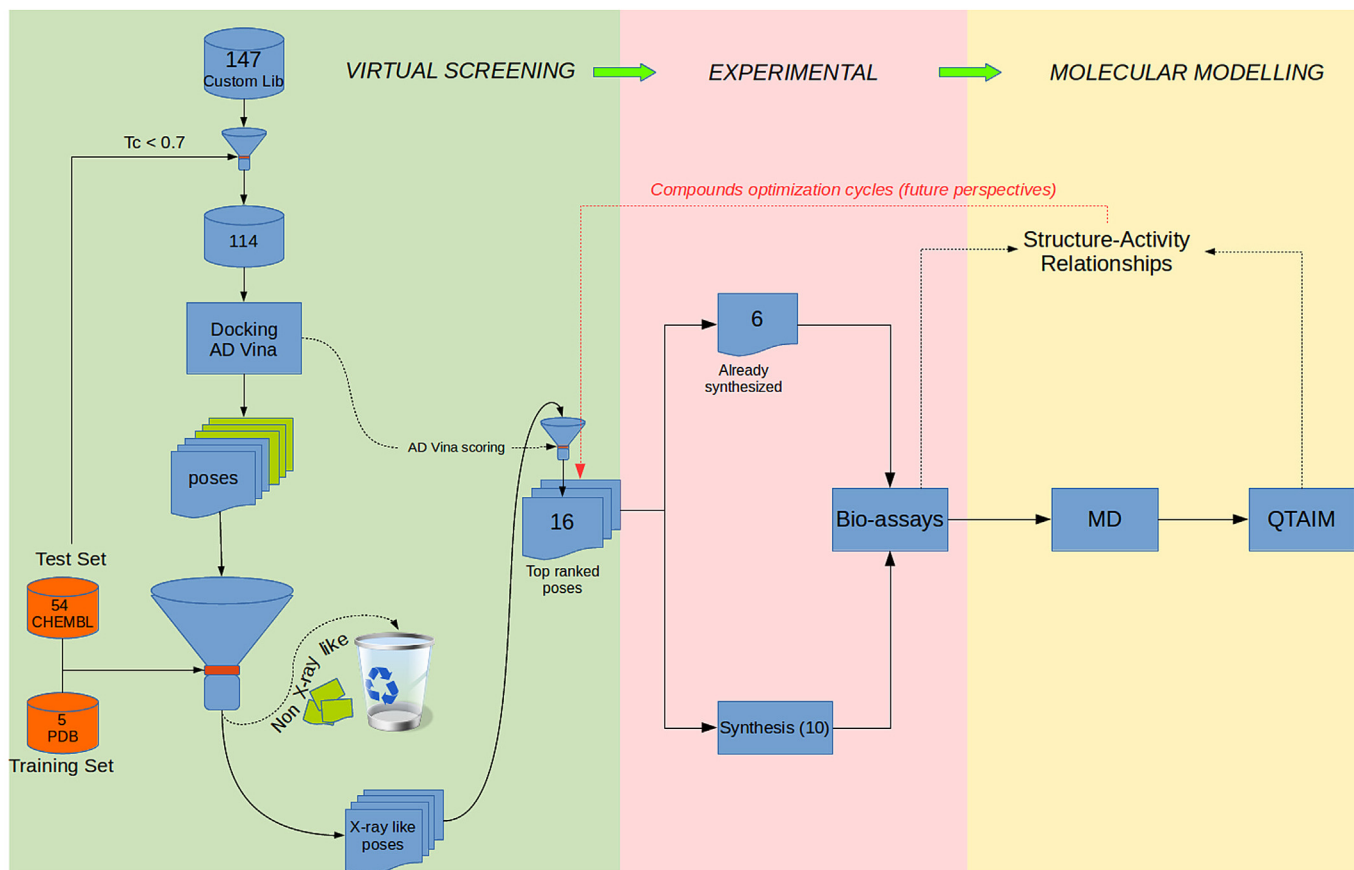 147
Custom Lib
VIRTUAL SCREENING
EXPERIMENTAL
MOLECULAR MODELLING
Tc < 0.7
Compounds optimization cycles (future perspectives)
114
Structure-Activity
Relationships
Docking
AD Vina
6
Already
synthesized
AD Vina scoring
poses
16
Top ranked
poses
Bio-assays
MD
QTAIM
Test Set
54
CHEMBL
5
PDB
Training Set
Non X-ray like
Synthesis (10)
X-ray like
poses